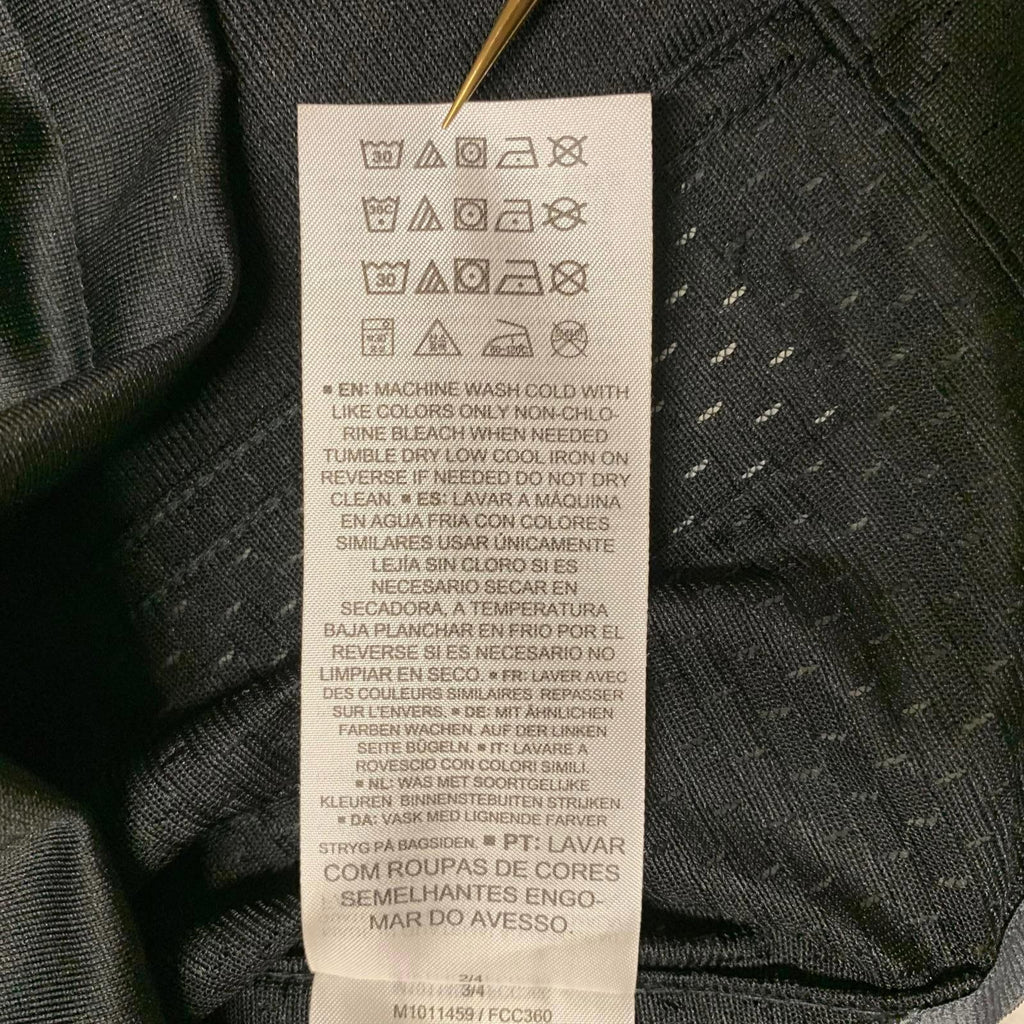 30
30
■ EN: MACHINE WASH COLD WITH
LIKE COLORS ONLY NON-CHLO-
RINE BLEACH WHEN NEEDED
TUMBLE DRY LOW COOL IRON ON
REVERSE IF NEEDED DO NOT DRY
CLEAN. ■ ES: LAVAR A MÁQUINA
EN AGUA FRIA CON COLORES
SIMILARES USAR ÚNICAMENTE
LEJÍA SIN CLORO SI ES
NECESARIO SECAR EN
SECADORA, A TEMPERATURA
BAJA PLANCHAR EN FRIO POR EL
REVERSE SI ES NECESARIO NO
LIMPIAR EN SECO. ■ FR: LAVER AVEC
DES COULEURS SIMILAIRES REPASSER
SUR L'ENVERS. ■ DE: MIT ÄHNLICHEN
FARBEN WACHEN. AUF DER LINKEN
SEITE BÜGELN. ■ IT: LAVARE A
ROVESCIO CON COLORI SIMILI.
■ NL: WAS MET SOORTGELIJKE
KLEUREN BINNENSTEBUITEN STRIJKEN
■ DA: VASK MED LIGNENDE FARVER
STRYG PÅ BAGSIDEN. ■ PT: LAVAR
COM ROUPAS DE CORES
SEMELHANTES ENGO-
MAR DO AVESSO.
2/4
3/4
M1011459 / FCC360